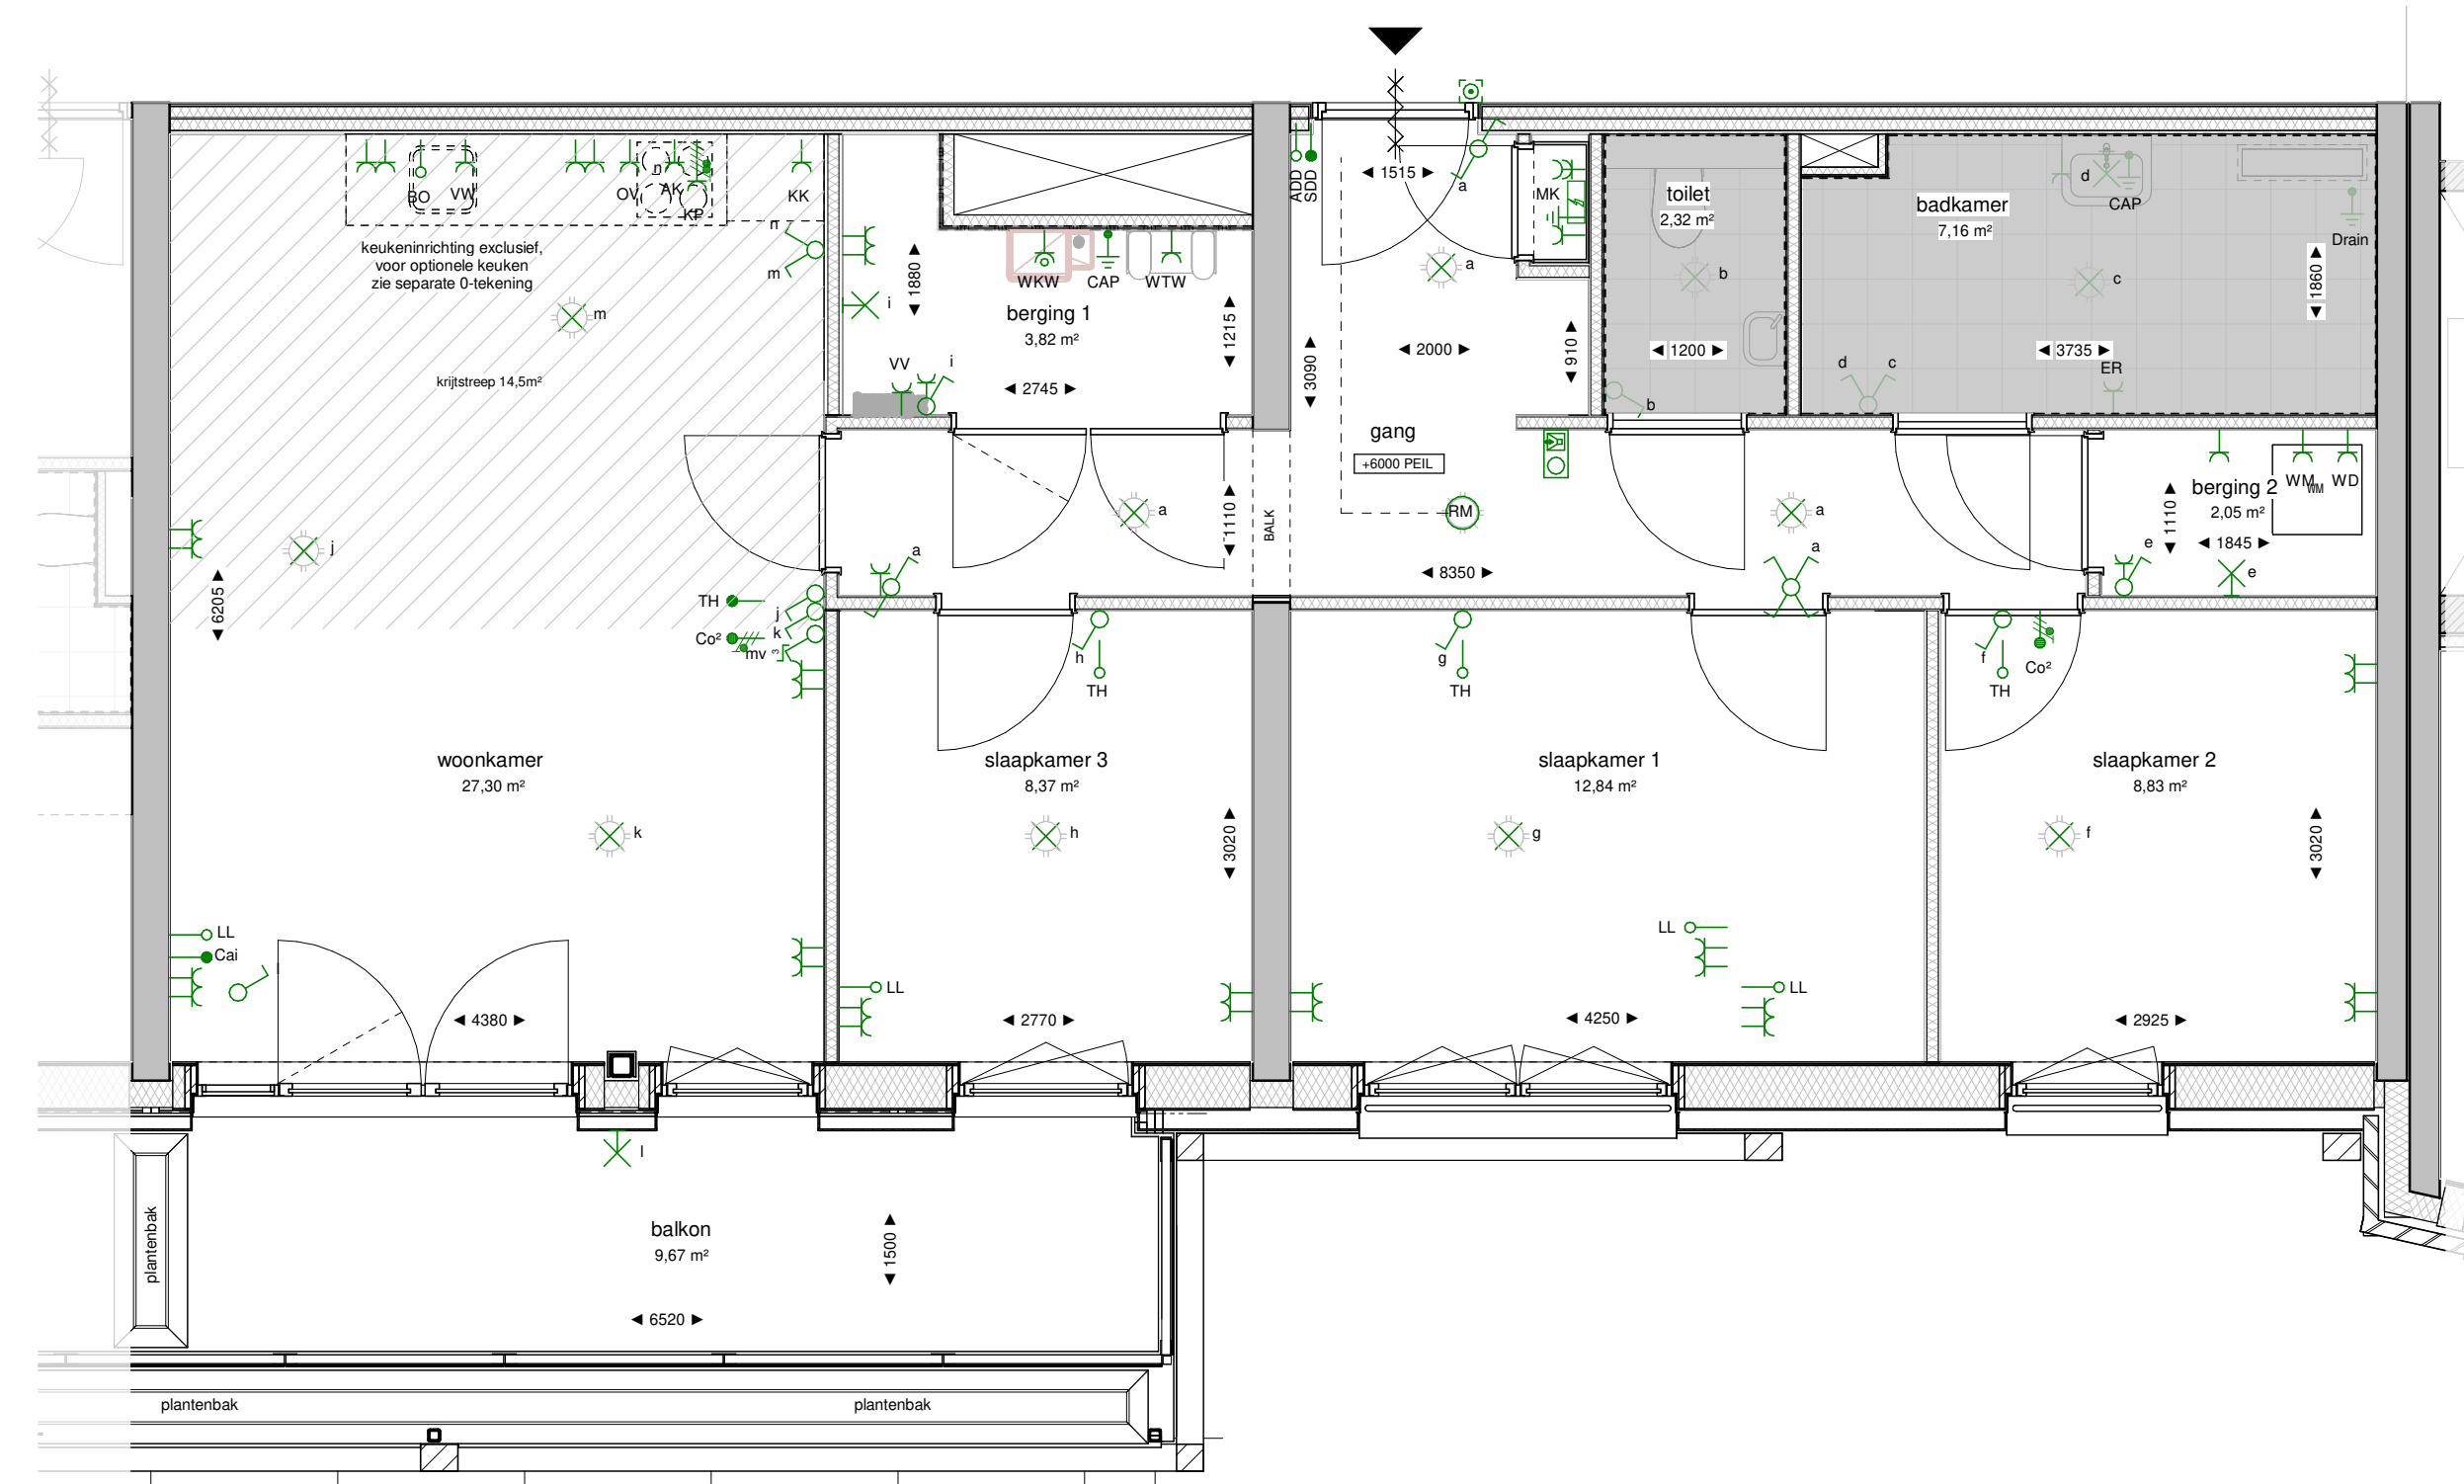 ADD
SDD
◄ 1515 ►
a
MK
toilet
2,32 m²
badkamer
7,16 m²
d
CAP
Drain
BO
VW
OV
n
AK
KP
KK
keukeninrichting exclusief,
voor optionele keuken
zie separate 0-tekening
n
m
m
krijtstreep 14,5m²
◄ 1880 ►
i
WKW
CAP
WTW
berging 1
3,82 m²
◄ 1215 ►
VV
i
◄ 2745 ►
◄ 3090 ►
a
◄ 2000 ►
◄ 910 ►
b
◄ 1200 ►
b
c
◄ 1860 ►
◄ 3735 ►
d
c
ER
gang
+6000 PEIL
RM
◄ 8350 ►
BALK
◄ 1110 ►
a
a
a
a
berging 2
2,05 m²
WM
WM
WD
◄ 1110 ►
◄ 1845 ►
e
e
j
◄ 6205 ►
TH
j
Co²
k
mv
3
h
TH
g
TH
f
TH
Co²
woonkamer
27,30 m²
slaapkamer 3
8,37 m²
slaapkamer 1
12,84 m²
slaapkamer 2
8,83 m²
k
h
g
f
◄ 3020 ►
◄ 3020 ►
LL
Cai
l
◄ 4380 ►
LL
◄ 2770 ►
LL
LL
◄ 4250 ►
◄ 2925 ►
l
balkon
9,67 m²
◄ 1500 ►
◄ 6520 ►
plantenbak
plantenbak
plantenbak